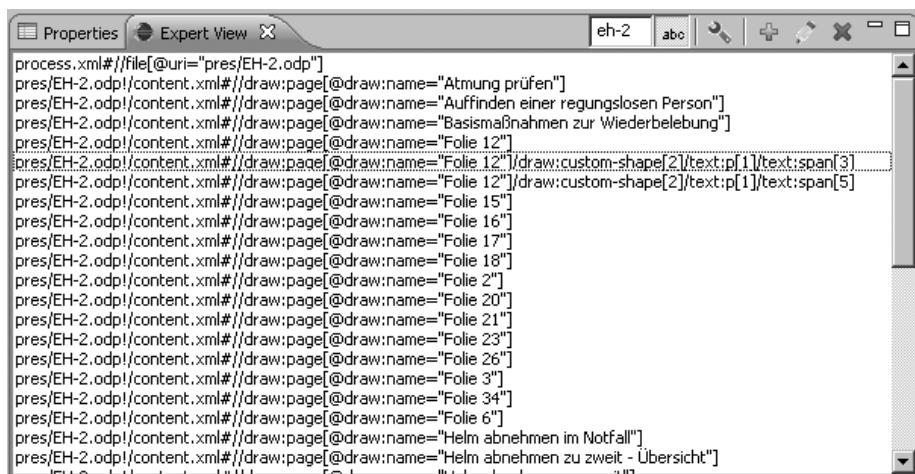 Properties Expert View eh-2 abc
process.xml#//file[@uri="pres/EH-2.odp"]
pres/EH-2.odp!/content.xml#//draw:page[@draw:name="Atmung prüfen"]
pres/EH-2.odp!/content.xml#//draw:page[@draw:name="Auffinden einer regungslosen Person"]
pres/EH-2.odp!/content.xml#//draw:page[@draw:name="Basismaßnahmen zur Wiederbelebung"]
pres/EH-2.odp!/content.xml#//draw:page[@draw:name="Folie 12"]
pres/EH-2.odp!/content.xml#//draw:page[@draw:name="Folie 12"]/draw:custom-shape[2]/text:p[1]/text:span[3]
pres/EH-2.odp!/content.xml#//draw:page[@draw:name="Folie 12"]/draw:custom-shape[2]/text:p[1]/text:span[5]
pres/EH-2.odp!/content.xml#//draw:page[@draw:name="Folie 15"]
pres/EH-2.odp!/content.xml#//draw:page[@draw:name="Folie 16"]
pres/EH-2.odp!/content.xml#//draw:page[@draw:name="Folie 17"]
pres/EH-2.odp!/content.xml#//draw:page[@draw:name="Folie 18"]
pres/EH-2.odp!/content.xml#//draw:page[@draw:name="Folie 2"]
pres/EH-2.odp!/content.xml#//draw:page[@draw:name="Folie 20"]
pres/EH-2.odp!/content.xml#//draw:page[@draw:name="Folie 21"]
pres/EH-2.odp!/content.xml#//draw:page[@draw:name="Folie 23"]
pres/EH-2.odp!/content.xml#//draw:page[@draw:name="Folie 26"]
pres/EH-2.odp!/content.xml#//draw:page[@draw:name="Folie 3"]
pres/EH-2.odp!/content.xml#//draw:page[@draw:name="Folie 34"]
pres/EH-2.odp!/content.xml#//draw:page[@draw:name="Folie 6"]
pres/EH-2.odp!/content.xml#//draw:page[@draw:name="Helm abnehmen im Notfall"]
pres/EH-2.odp!/content.xml#//draw:page[@draw:name="Helm abnehmen zu zweit - Übersicht"]